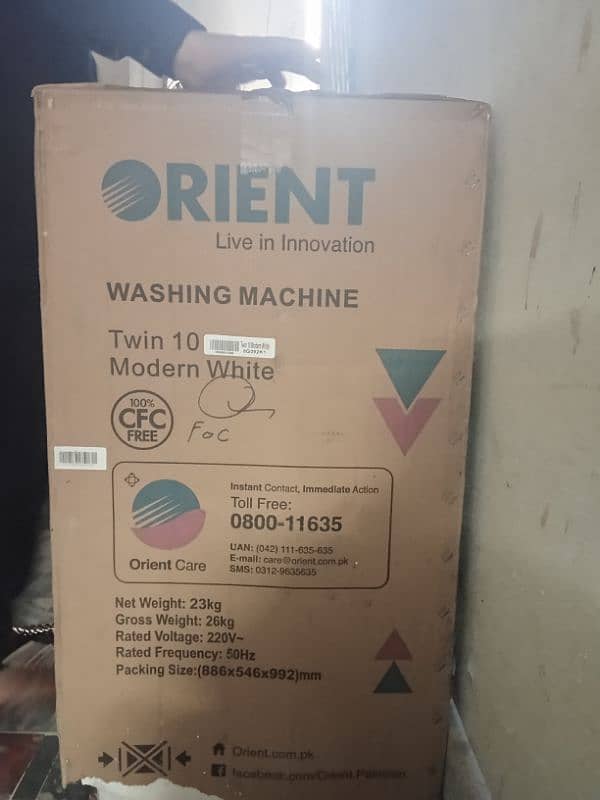 ORIENT
Live in Innovation
WASHING MACHINE
Twin 10
Modern White
100%
CFC
FREE
FoC
Instant Contact, Immediate Action
Toll Free:
0800-11635
UAN: (042) 111-635-635
E-mail: care@orient.com.pk
SMS: 0312-9635635
Orient Care
Net Weight: 23kg
Gross Weight: 26kg
Rated Voltage: 220V~
Rated Frequency: 50Hz
Packing Size:(886x546x992)mm
Orient.com.pk
facebook.com/Orient.Pakistan